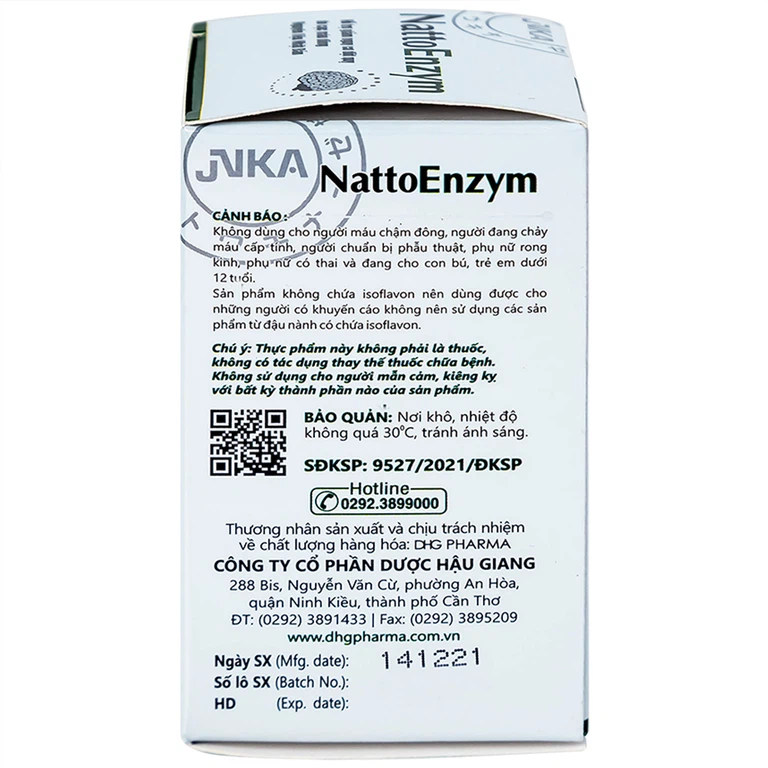 NattoEnzym
JNKA
JNKA
NattoEnzym
CẢNH BÁO:
Không dùng cho người máu chậm đông, người đang chảy
máu cấp tính, người chuẩn bị phẫu thuật, phụ nữ rong
kinh, phụ nữ có thai và đang cho con bú, trẻ em dưới
12 tuổi.
Sản phẩm không chứa isoflavon nên dùng được cho
những người có khuyến cáo không nên sử dụng các sản
phẩm từ đậu nành có chứa isoflavon.
Chú ý: Thực phẩm này không phải là thuốc,
không có tác dụng thay thế thuốc chữa bệnh.
Không sử dụng cho người mẫn cảm, kiêng kỵ
với bất kỳ thành phần nào của sản phẩm.
BẢO QUẢN: Nơi khô, nhiệt độ
không quá 30°C, tránh ánh sáng.
SĐKSP: 9527/2021/ĐKSP
Hotline
0292.3899000
Thương nhân sản xuất và chịu trách nhiệm
về chất lượng hàng hóa: DHG PHARMA
CÔNG TY CỔ PHẦN DƯỢC HẬU GIANG
288 Bis, Nguyễn Văn Cừ, phường An Hòa,
quận Ninh Kiều, thành phố Cần Thơ
ĐT: (0292) 3891433 | Fax: (0292) 3895209
www.dhgpharma.com.vn
Ngày SX (Mfg. date): 141221
Số lô SX (Batch No.):
HD (Exp. date):